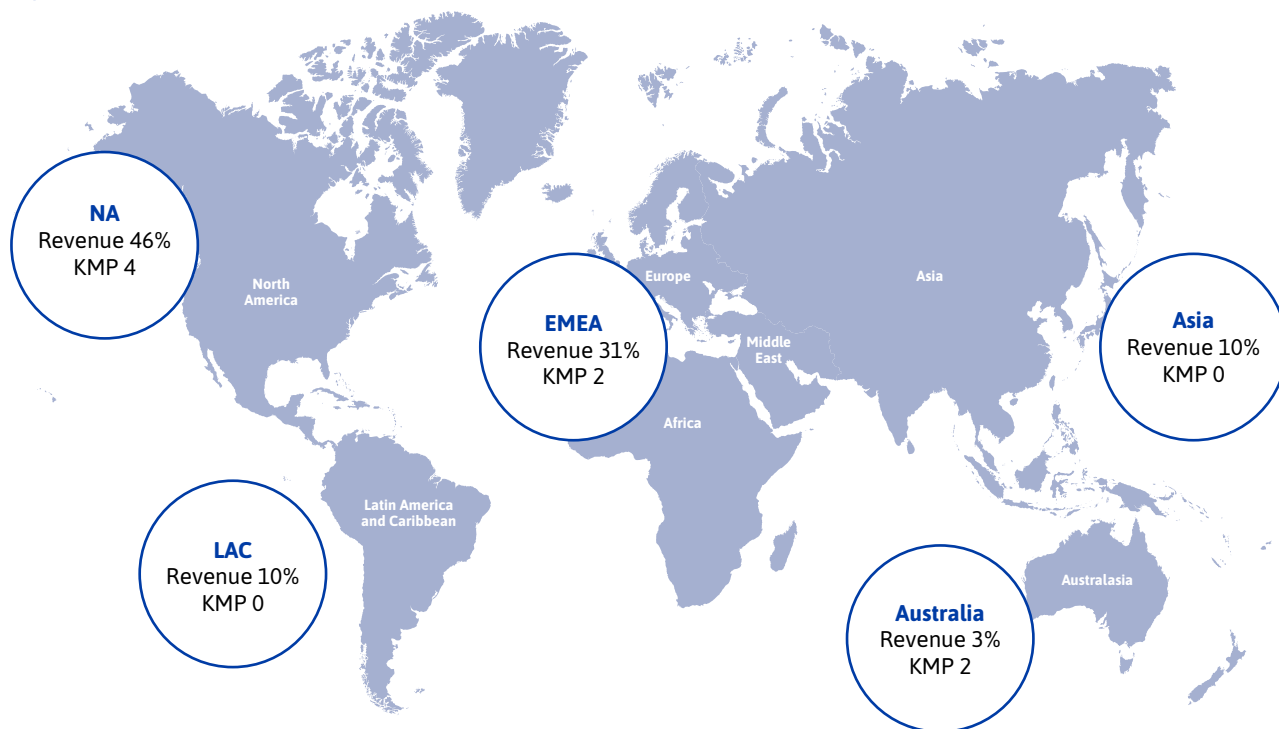 NA
Revenue 46%
KMP 4
North
America
EMEA
Revenue 31%
KMP 2
Europe
Middle
East
Africa
Asia
Asia
Revenue 10%
KMP 0
LAC
Revenue 10%
KMP 0
Latin America
and Caribbean
Australia
Revenue 3%
KMP 2
Australasia